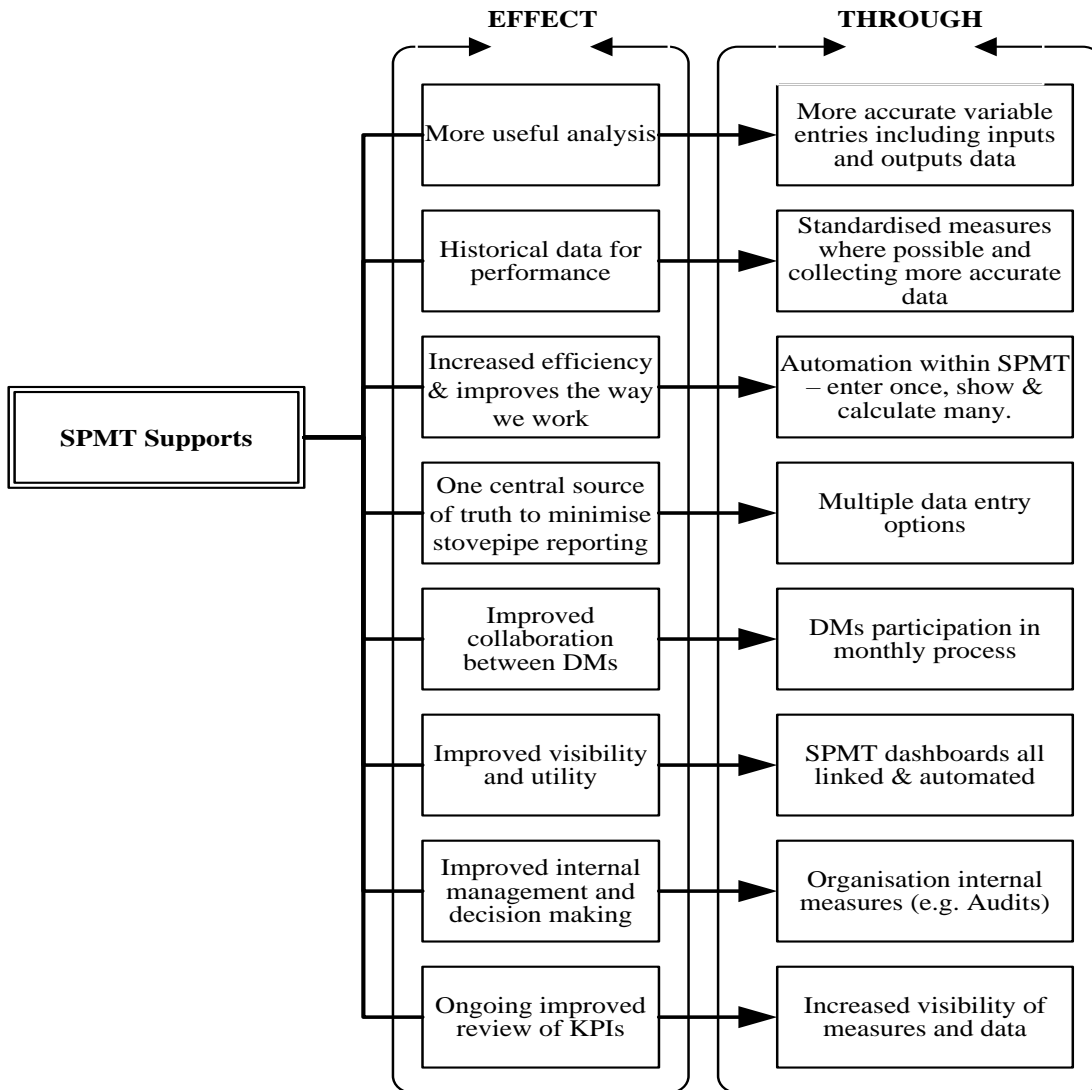 EFFECT
THROUGH
More useful analysis
More accurate variable
entries including inputs
and outputs data
Historical data for
performance
Standardised measures
where possible and
collecting more accurate
data
Increased efficiency
& improves the way
we work
Automation within SPMT
– enter once, show &
calculate many.
SPMT Supports
One central source
of truth to minimise
stovepipe reporting
Multiple data entry
options
Improved
collaboration
between DMs
DMs participation in
monthly process
Improved visibility
and utility
SPMT dashboards all
linked & automated
Improved internal
management and
decision making
Organisation internal
measures (e.g. Audits)
Ongoing improved
review of KPIs
Increased visibility of
measures and data